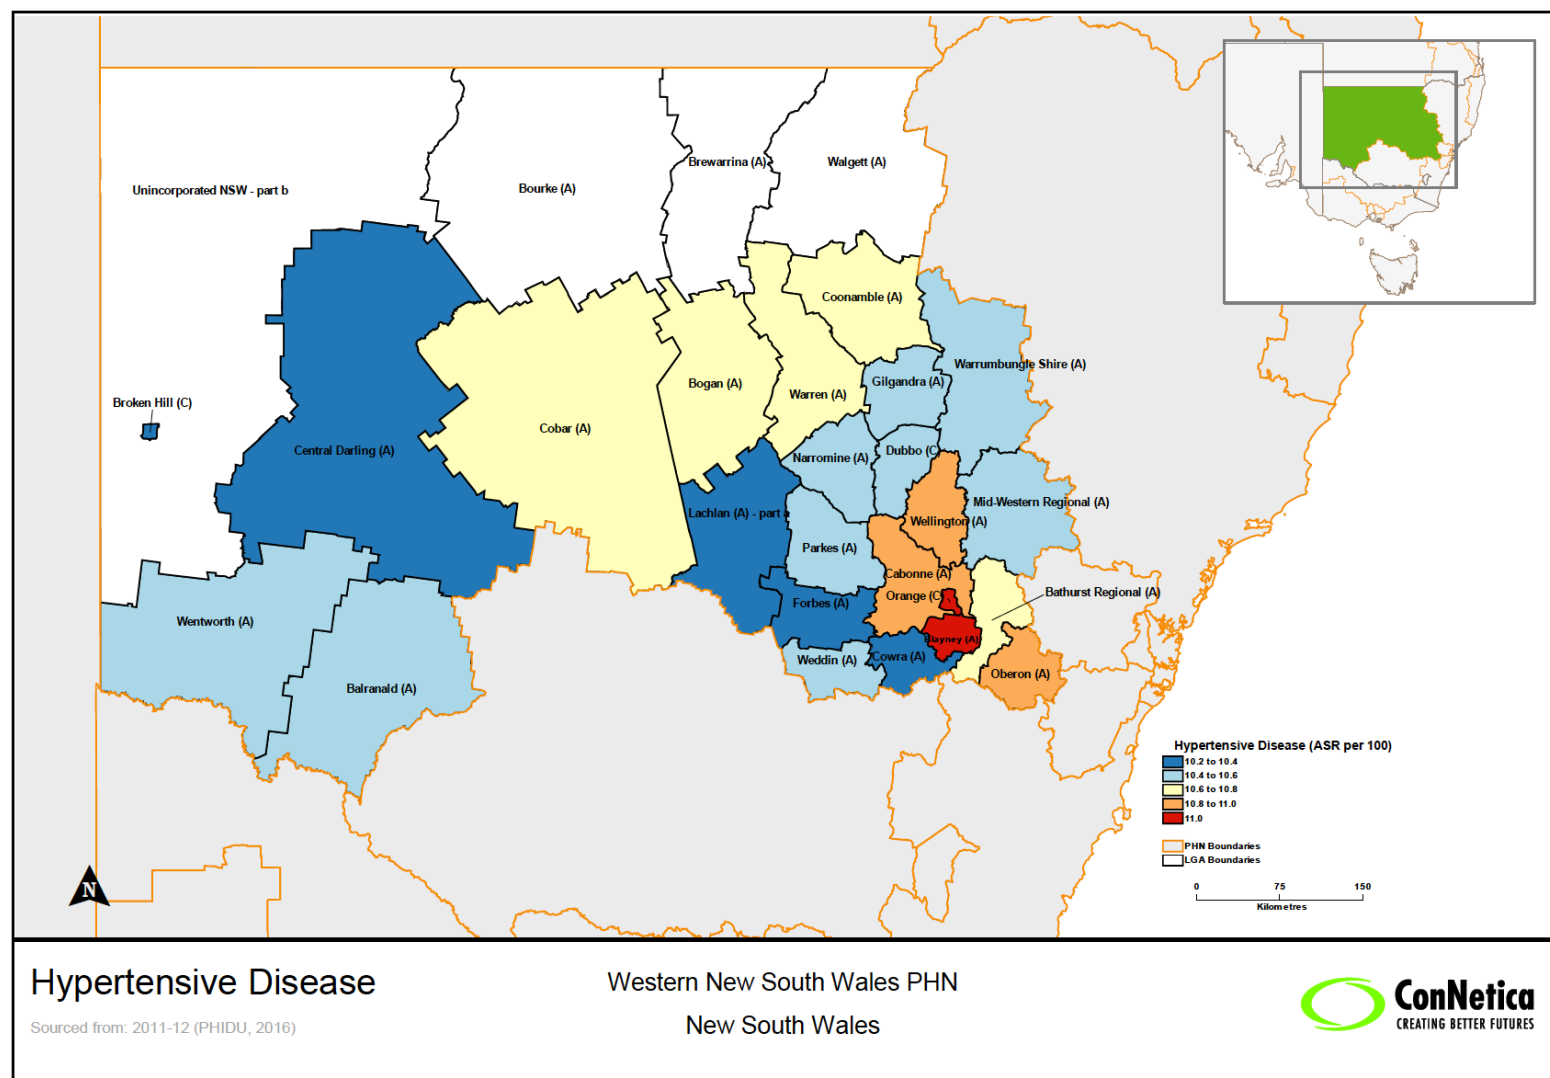 Unincorporated NSW - part b
Bourke (A)
Brewarrina (A)
Walgett (A)
Coonamble (A)
Broken Hill (C)
Central Darling (A)
Cobar (A)
Bogan (A)
Warren (A)
Gilgandra (A)
Warrumbungle Shire (A)
Narromine (A)
Dubbo (C)
Lachlan (A) - part a
Wellington (A)
Mid-Western Regional (A)
Parkes (A)
Cabonne (A)
Orange (C)
Bathurst Regional (A)
Forbes (A)
Wentworth (A)
Blayney (A)
Weddin (A)
Cowra (A)
Oberon (A)
Balranald (A)
Hypertensive Disease (ASR per 100)
10.2 to 10.4
10.4 to 10.6
10.6 to 10.8
10.8 to 11.0
11.0
PHN Boundaries
LGA Boundaries
0 75 150
Kilometres
N
Hypertensive Disease
Sourced from: 2011-12 (PHIDU, 2016)
Western New South Wales PHN
New South Wales
ConNetica
CREATING BETTER FUTURES